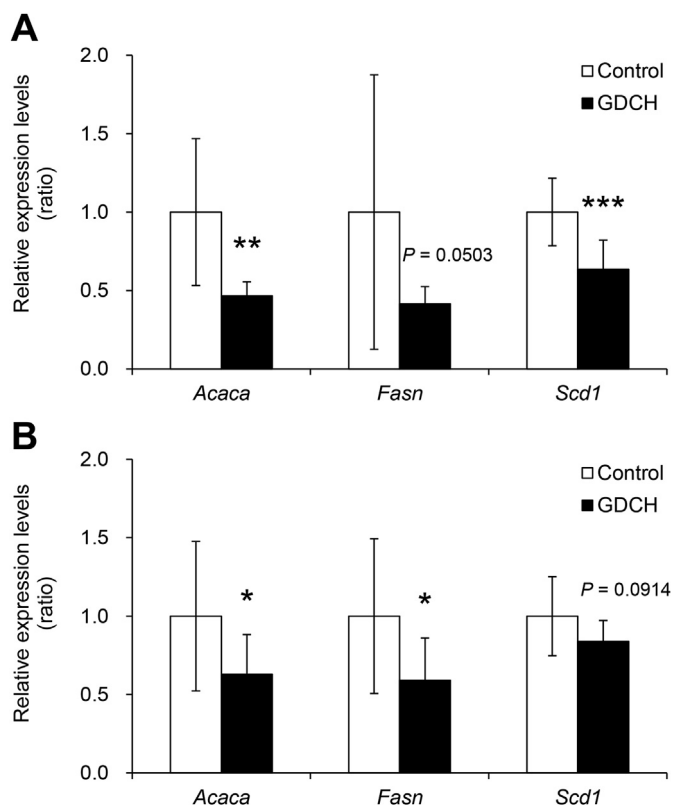 A
Relative expression levels
(ratio)
2.0
1.5
1.0
0.5
0.0
Control
GDCH
**
P = 0.0503
***
Acaca
Fasn
Scd1
B
Relative expression levels
(ratio)
2.0
1.5
1.0
0.5
0.0
Control
GDCH
*
*
P = 0.0914
Acaca
Fasn
Scd1